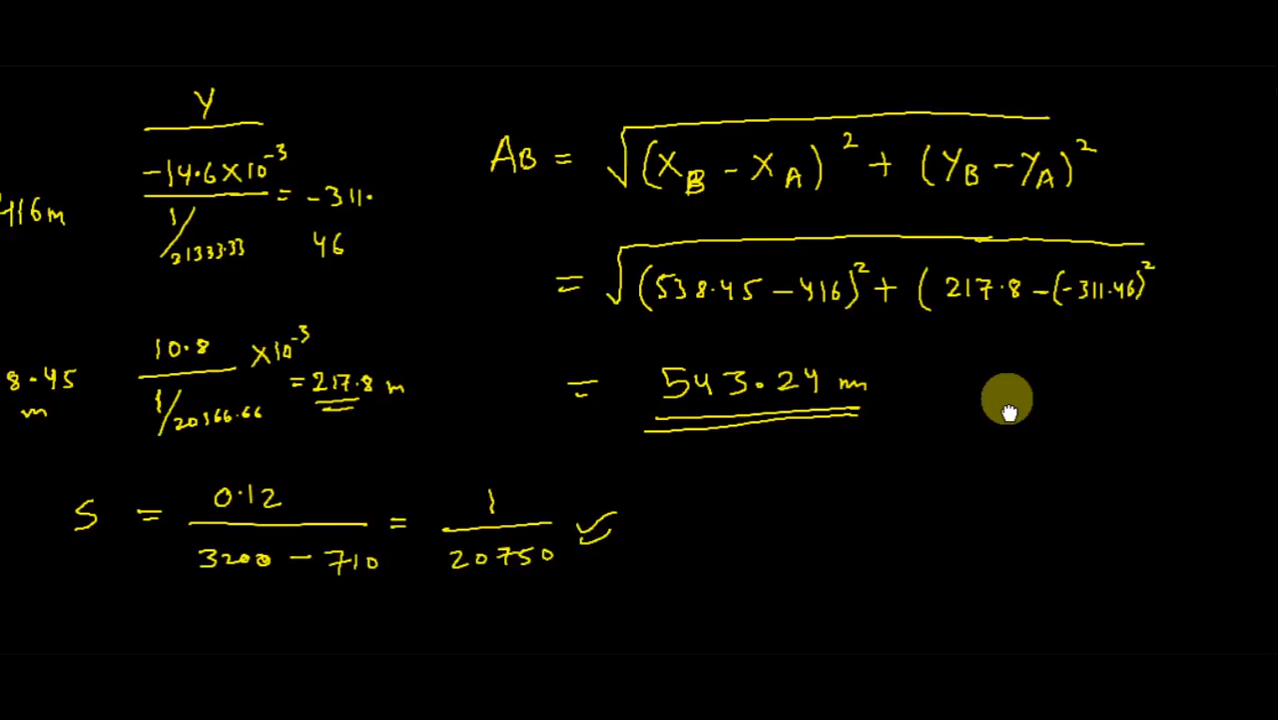 Y
-14.6×10⁻³
1/21333.33
= -311.
46
116m
10.8 ×10⁻³
1/20166.66
= 217.8 m
8.45
m
AB = √(X_B - X_A)² + (Y_B - Y_A)²
= √(538.45 - 416)² + (217.8 - (-311.46)²
= 543.24 m
S = 0.12 / 3200 - 710 = 1 / 20750